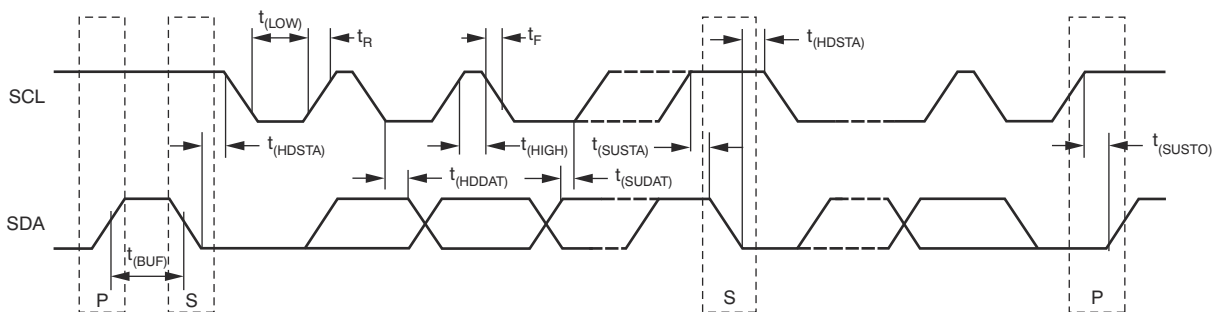 t(LOW)
tR
tF
t(HDSTA)
SCL
t(HDSTA)
t(HIGH)
t(SUSTA)
t(SUSTO)
t(HDDAT)
t(SUDAT)
SDA
t(BUF)
P
S
S
P